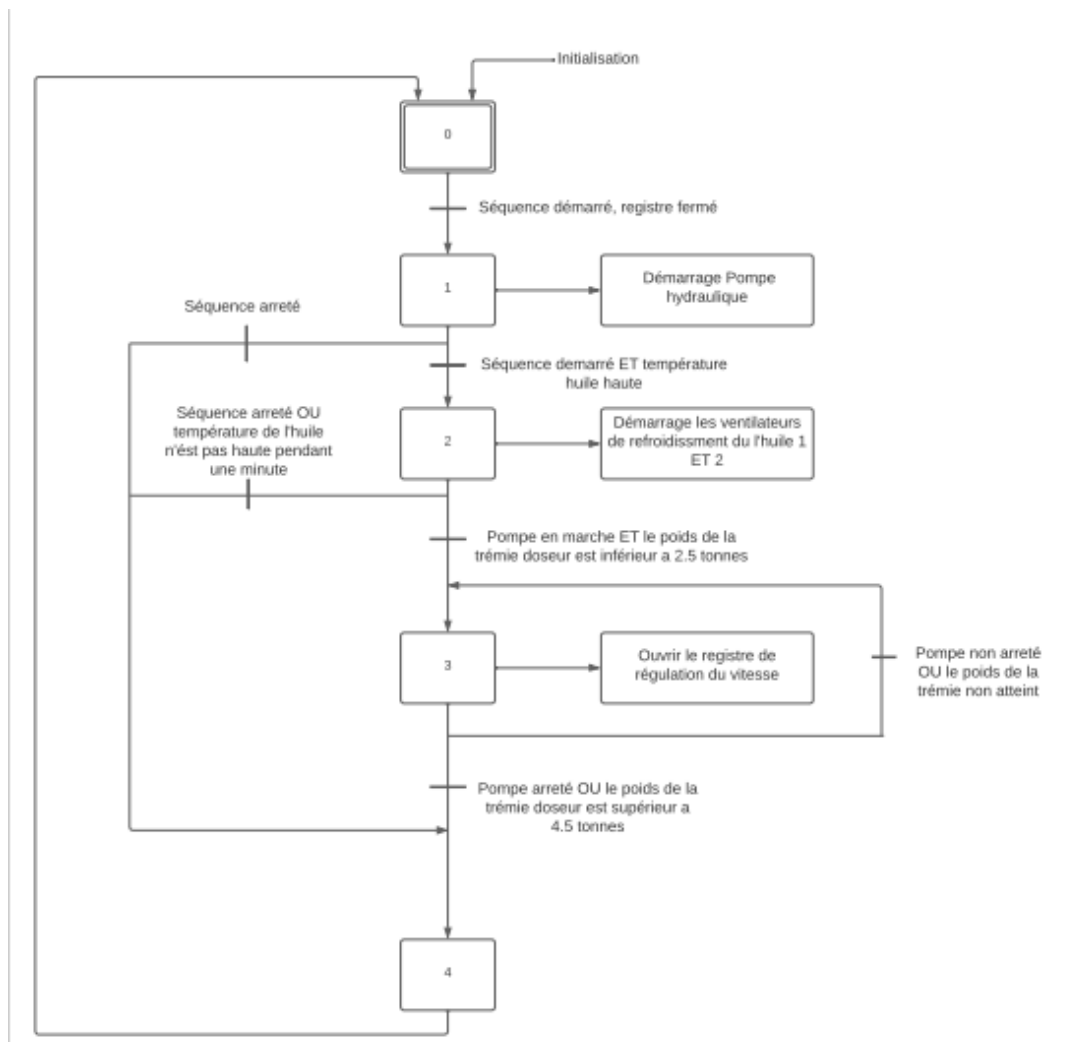 Initialisation
0
Séquence démarré, registre fermé
1
Démarrage Pompe
hydraulique
Séquence arreté
Séquence demarré ET température
huile haute
Séquence arreté OU
température de l'huile
n'ést pas haute pendant
une minute
2
Démarrage les ventilateurs
de refroidissment du l'huile 1
ET 2
Pompe en marche ET le poids de la
trémie doseur est inférieur a 2.5 tonnes
3
Ouvrir le registre de
régulation du vitesse
Pompe non arreté
OU le poids de la
trémie non atteint
Pompe arreté OU le poids de la
trémie doseur est supérieur a
4.5 tonnes
4